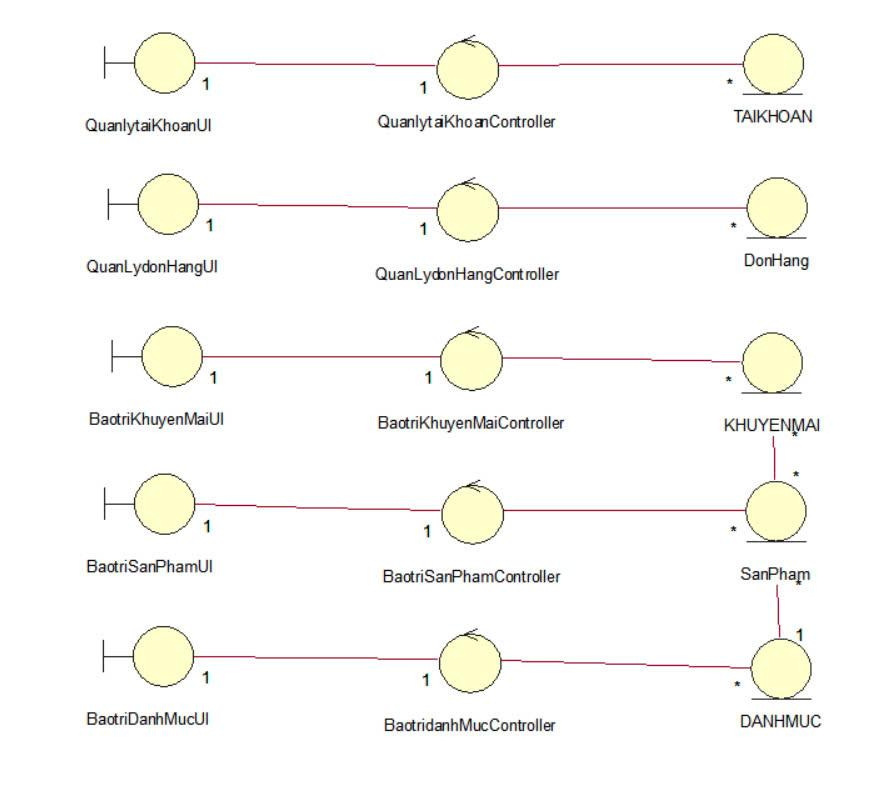 1 1 *
QuanlytaiKhoanUI QuanlytaiKhoanController TAIKHOAN
1 1 *
QuanLydonHangUI QuanLydonHangController DonHang
1 1 *
BaotriKhuyenMaiUI BaotriKhuyenMaiController KHUYENMAI
*
*
1 1 *
BaotriSanPhamUI BaotriSanPhamController SanPham
*
1
1 1 *
BaotriDanhMucUI BaotridanhMucController DANHMUC